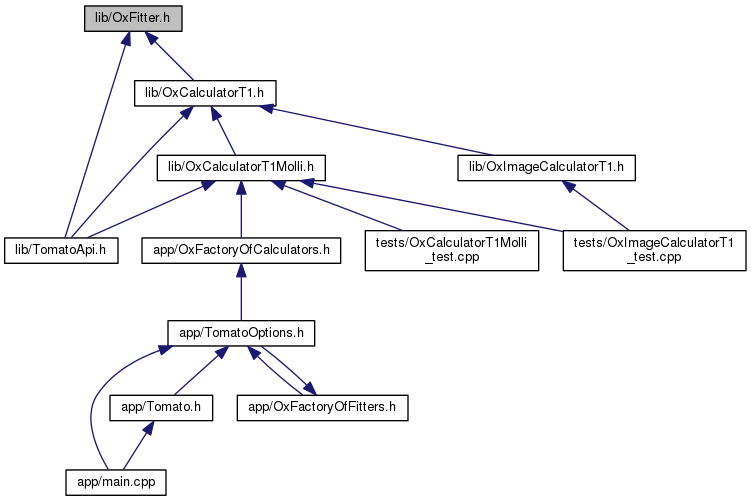 lib/OxFitter.h
lib/OxCalculatorT1.h
lib/OxCalculatorT1Molli.h
lib/OxImageCalculatorT1.h
lib/TomatoApi.h
app/OxFactoryOfCalculators.h
tests/OxCalculatorT1Molli
_test.cpp
tests/OxImageCalculatorT1
_test.cpp
app/TomatoOptions.h
app/Tomato.h
app/OxFactoryOfFitters.h
app/main.cpp